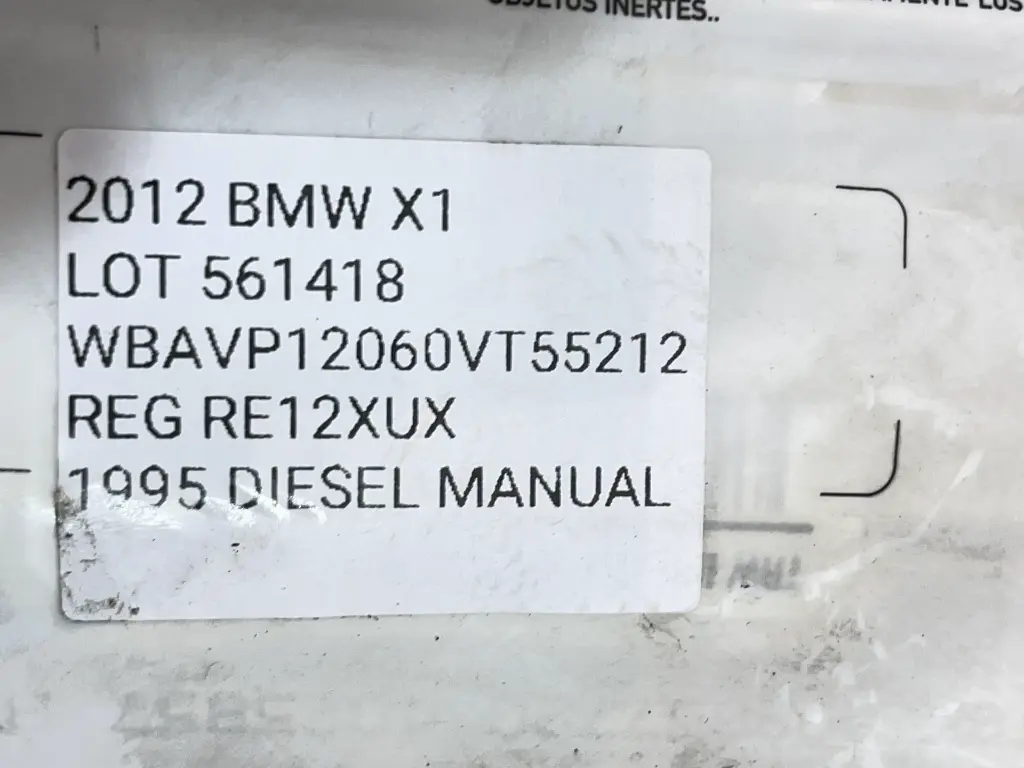 OBJETOS INERTES..
2012 BMW X1
LOT 561418
WBAVP12060VT55212
REG RE12XUX
1995 DIESEL MANUAL